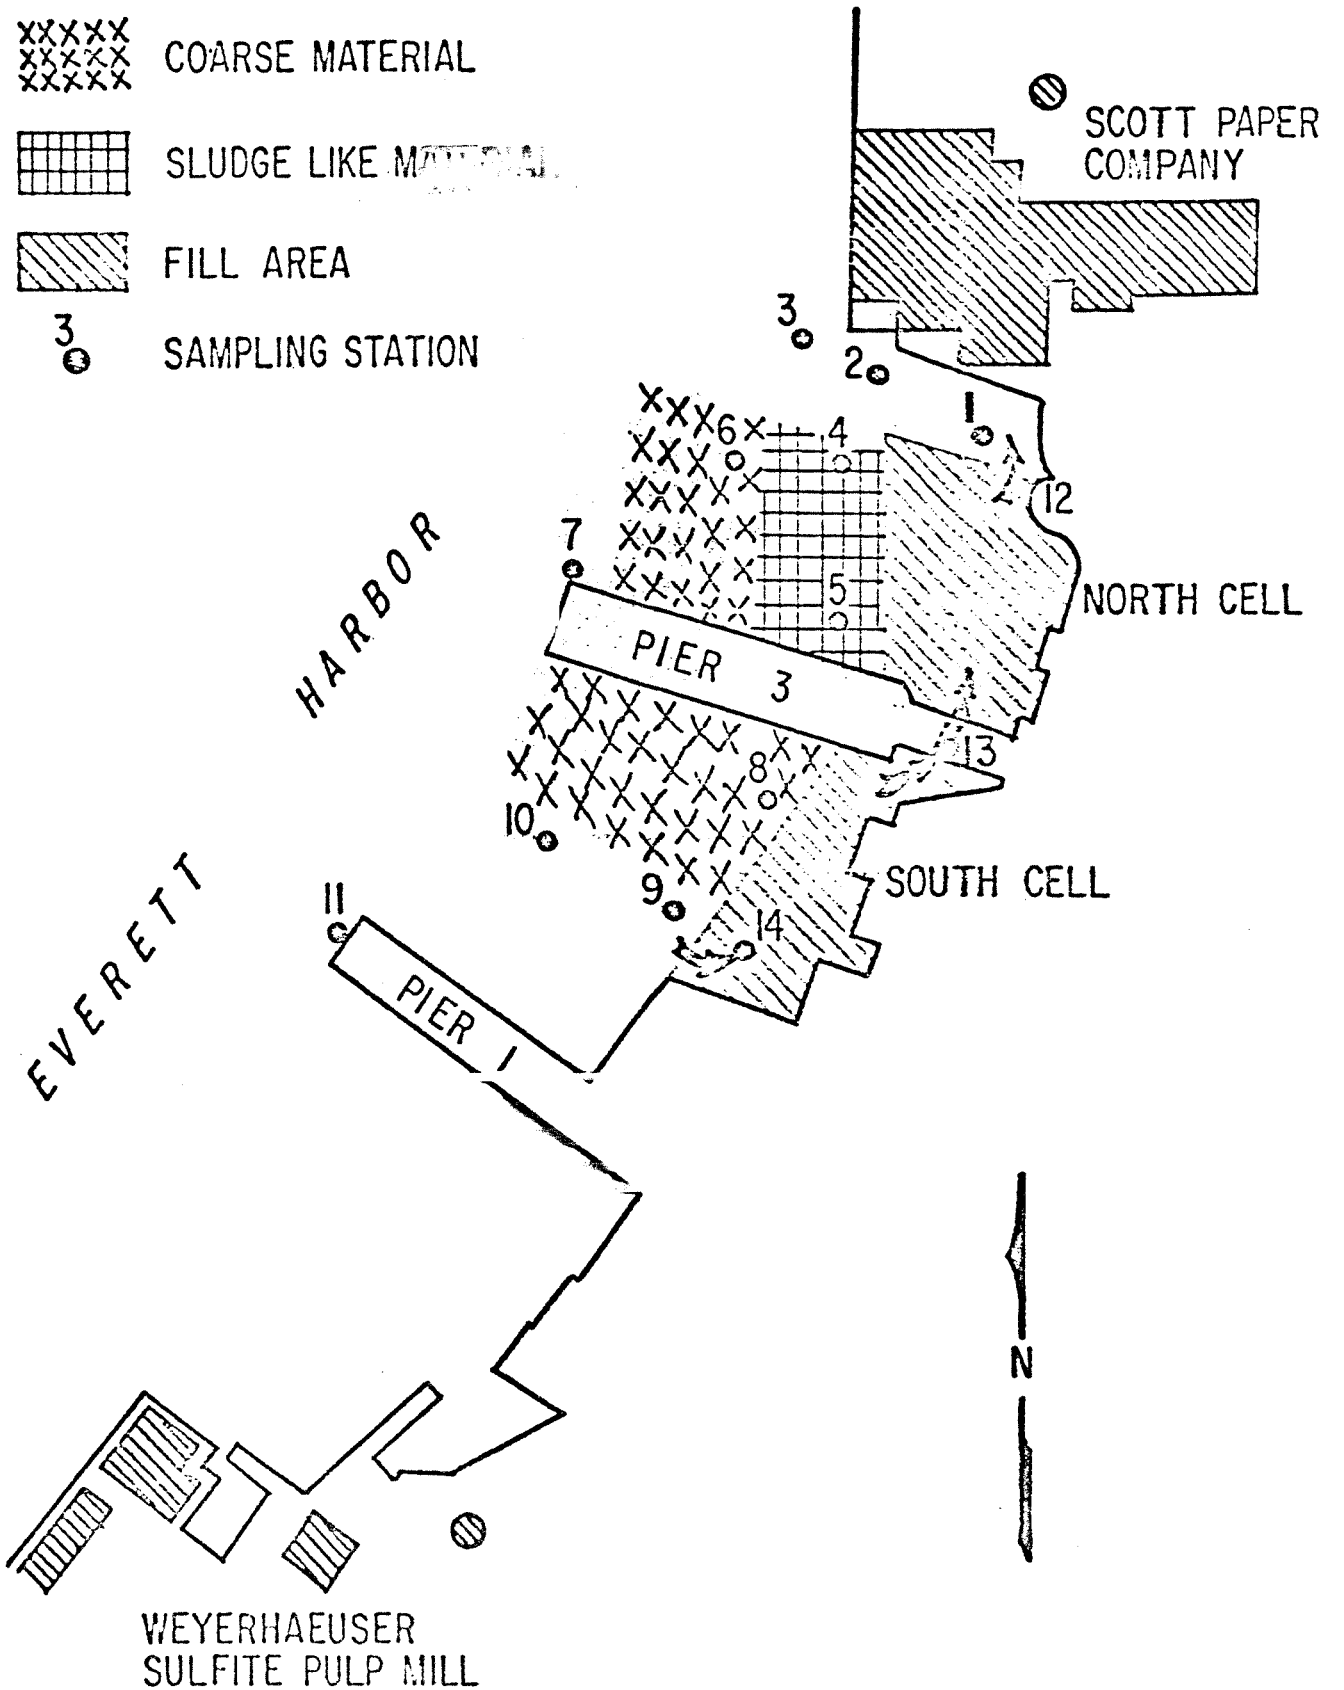 COARSE MATERIAL
SLUDGE LIKE MATERIAL
FILL AREA
3
SAMPLING STATION
SCOTT PAPER
COMPANY
3
2
1
6
4
12
7
5
NORTH CELL
PIER 3
13
8
10
SOUTH CELL
9
14
11
PIER 1
EVERETT HARBOR
N
WEYERHAEUSER
SULFITE PULP MILL